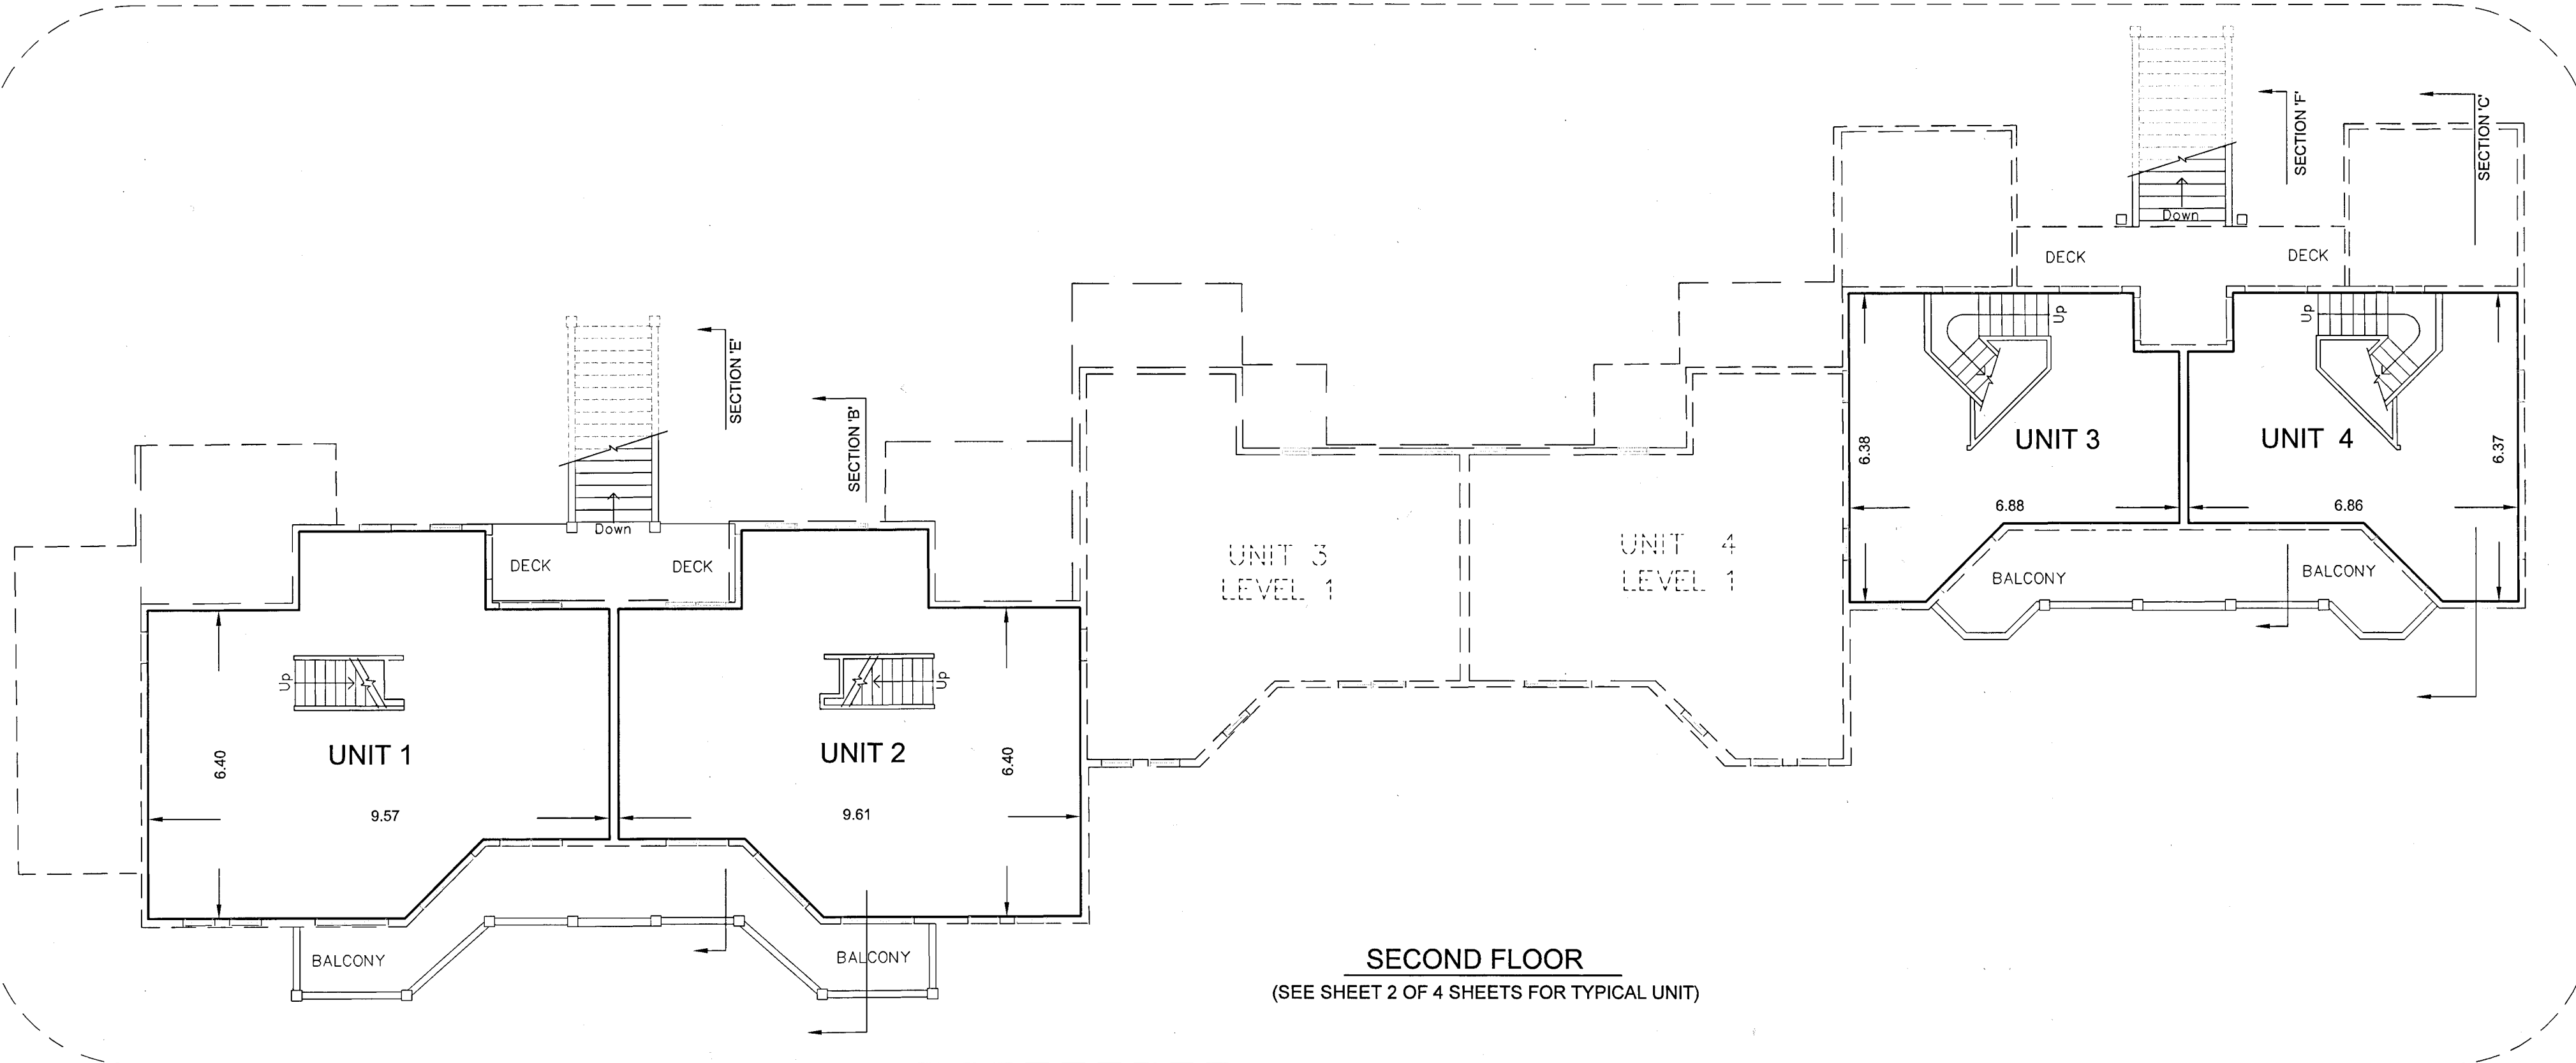 SECTION 'F'
SECTION 'C'
Down
DECK
DECK
Up
Up
SECTION 'E'
SECTION 'B'
UNIT 3
UNIT 4
6.38
6.37
6.88
6.86
Down
DECK
DECK
UNIT 3
LEVEL 1
UNIT 4
LEVEL 1
BALCONY
BALCONY
Up
Up
UNIT 1
UNIT 2
6.40
6.40
9.57
9.61
BALCONY
BALCONY
SECOND FLOOR
(SEE SHEET 2 OF 4 SHEETS FOR TYPICAL UNIT)